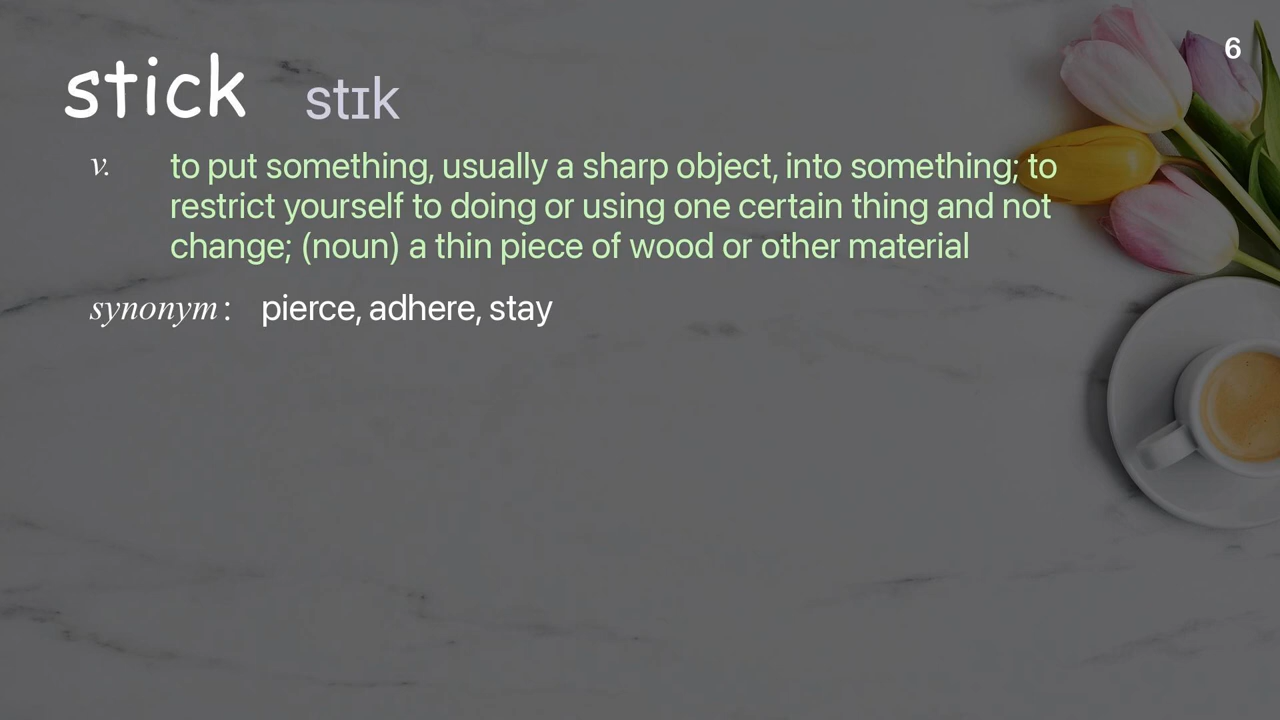 6
stick stɪk
v. to put something, usually a sharp object, into something; to
restrict yourself to doing or using one certain thing and not
change; (noun) a thin piece of wood or other material
synonym: pierce, adhere, stay